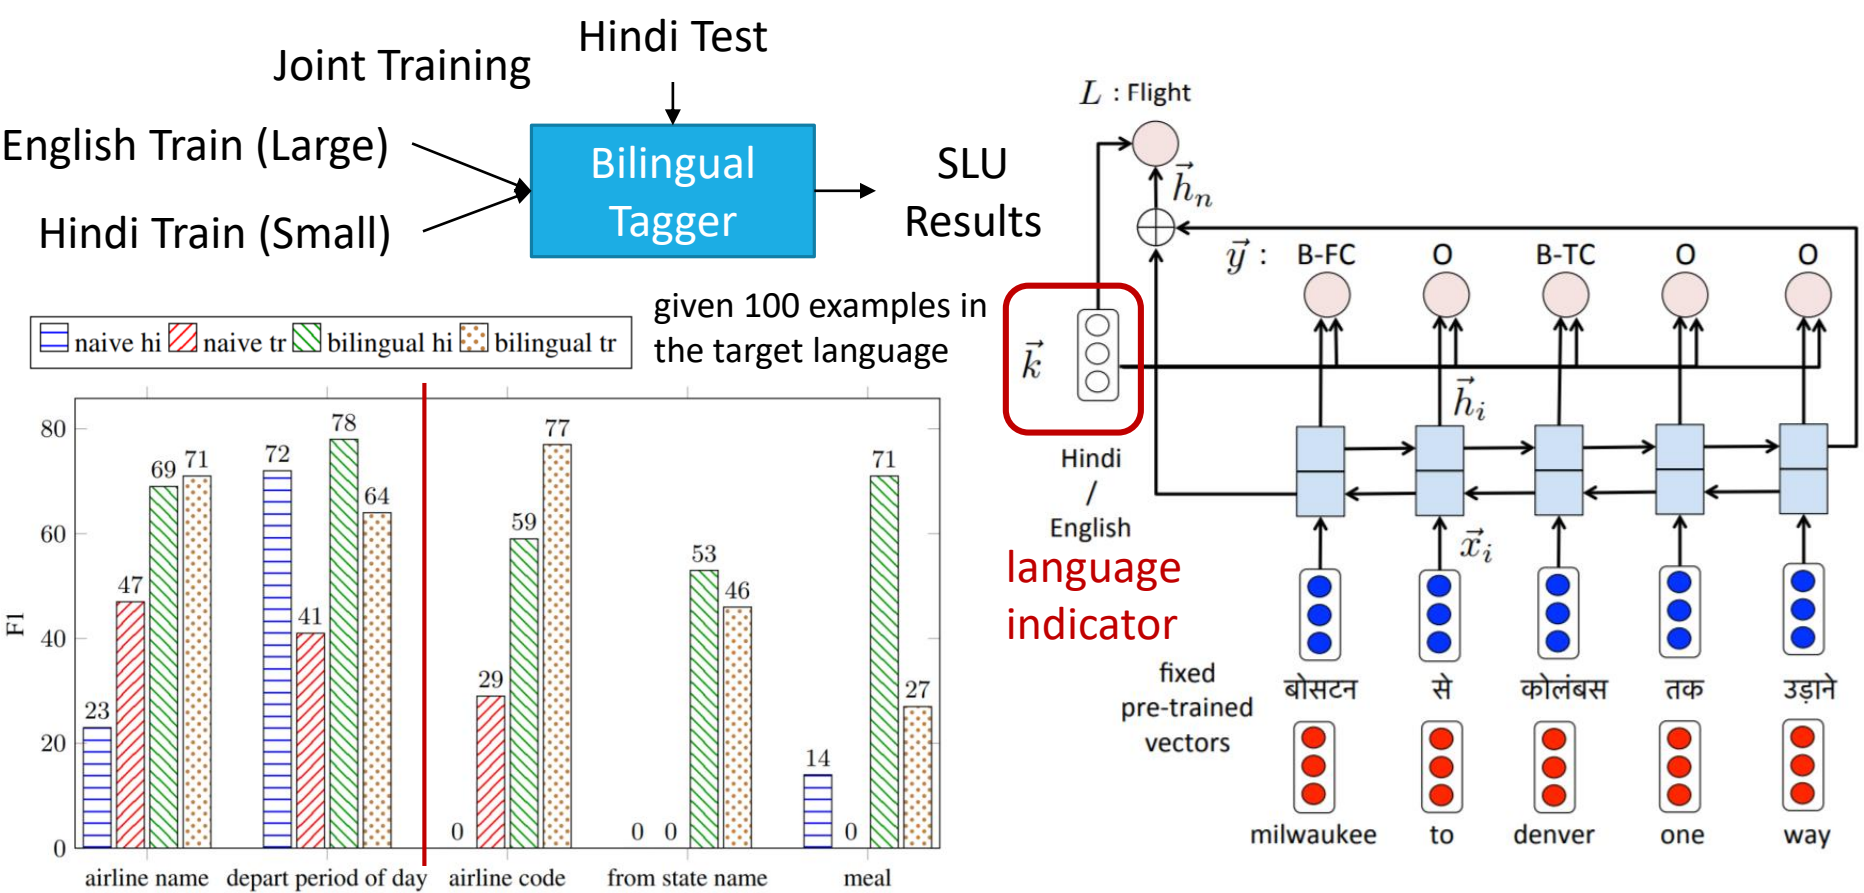 Joint Training
Hindi Test
English Train (Large)
Hindi Train (Small)
Bilingual
Tagger
SLU
Results
given 100 examples in
the target language
naive hi naive tr bilingual hi bilingual tr
F1
80
60
40
20
0
23 47 69 71
72 41 78 64
0 29 59 77
0 0 53 46
14 0 71 27
airline name depart period of day airline code from state name meal
L : Flight
h⃗n
y⃗ : B-FC O B-TC O O
k⃗
h⃗i
Hindi
/
English
x⃗i
language
indicator
fixed
pre-trained
vectors
बोसटन से कोलंबस तक उड़ाने
milwaukee to denver one way